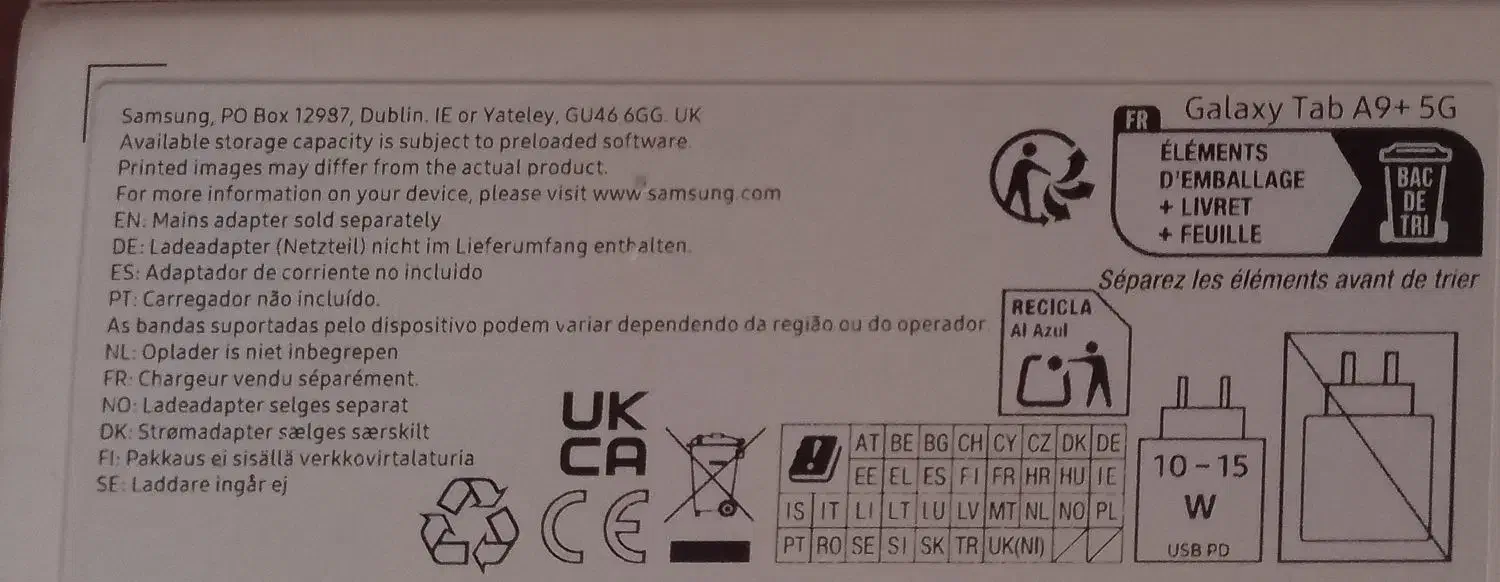 Samsung, PO Box 12987, Dublin. IE or Yateley, GU46 6GG. UK
Available storage capacity is subject to preloaded software.
Printed images may differ from the actual product.
For more information on your device, please visit www.samsung.com
EN: Mains adapter sold separately
DE: Ladeadapter (Netzteil) nicht im Lieferumfang enthalten.
ES: Adaptador de corriente no incluido
PT: Carregador não incluído.
As bandas suportadas pelo dispositivo podem variar dependendo da região ou do operador
NL: Oplader is niet inbegrepen
FR: Chargeur vendu séparément.
NO: Ladeadapter selges separat
DK: Strømadapter sælges særskilt
FI: Pakkaus ei sisällä verkkovirtalaturia
SE: Laddare ingår ej
Galaxy Tab A9+ 5G
FR
ÉLÉMENTS
D'EMBALLAGE
+ LIVRET
+ FEUILLE
BAC
DE
TRI
Séparez les éléments avant de trier
RECICLA
Al Azul
UK
CA
CE
AT BE BG CH CY CZ DK DE
EE EL ES FI FR HR HU IE
IS IT LI LT LU LV MT NL NO PL
PT RO SE SI SK TR UK(NI)
10 – 15
W
USB PD